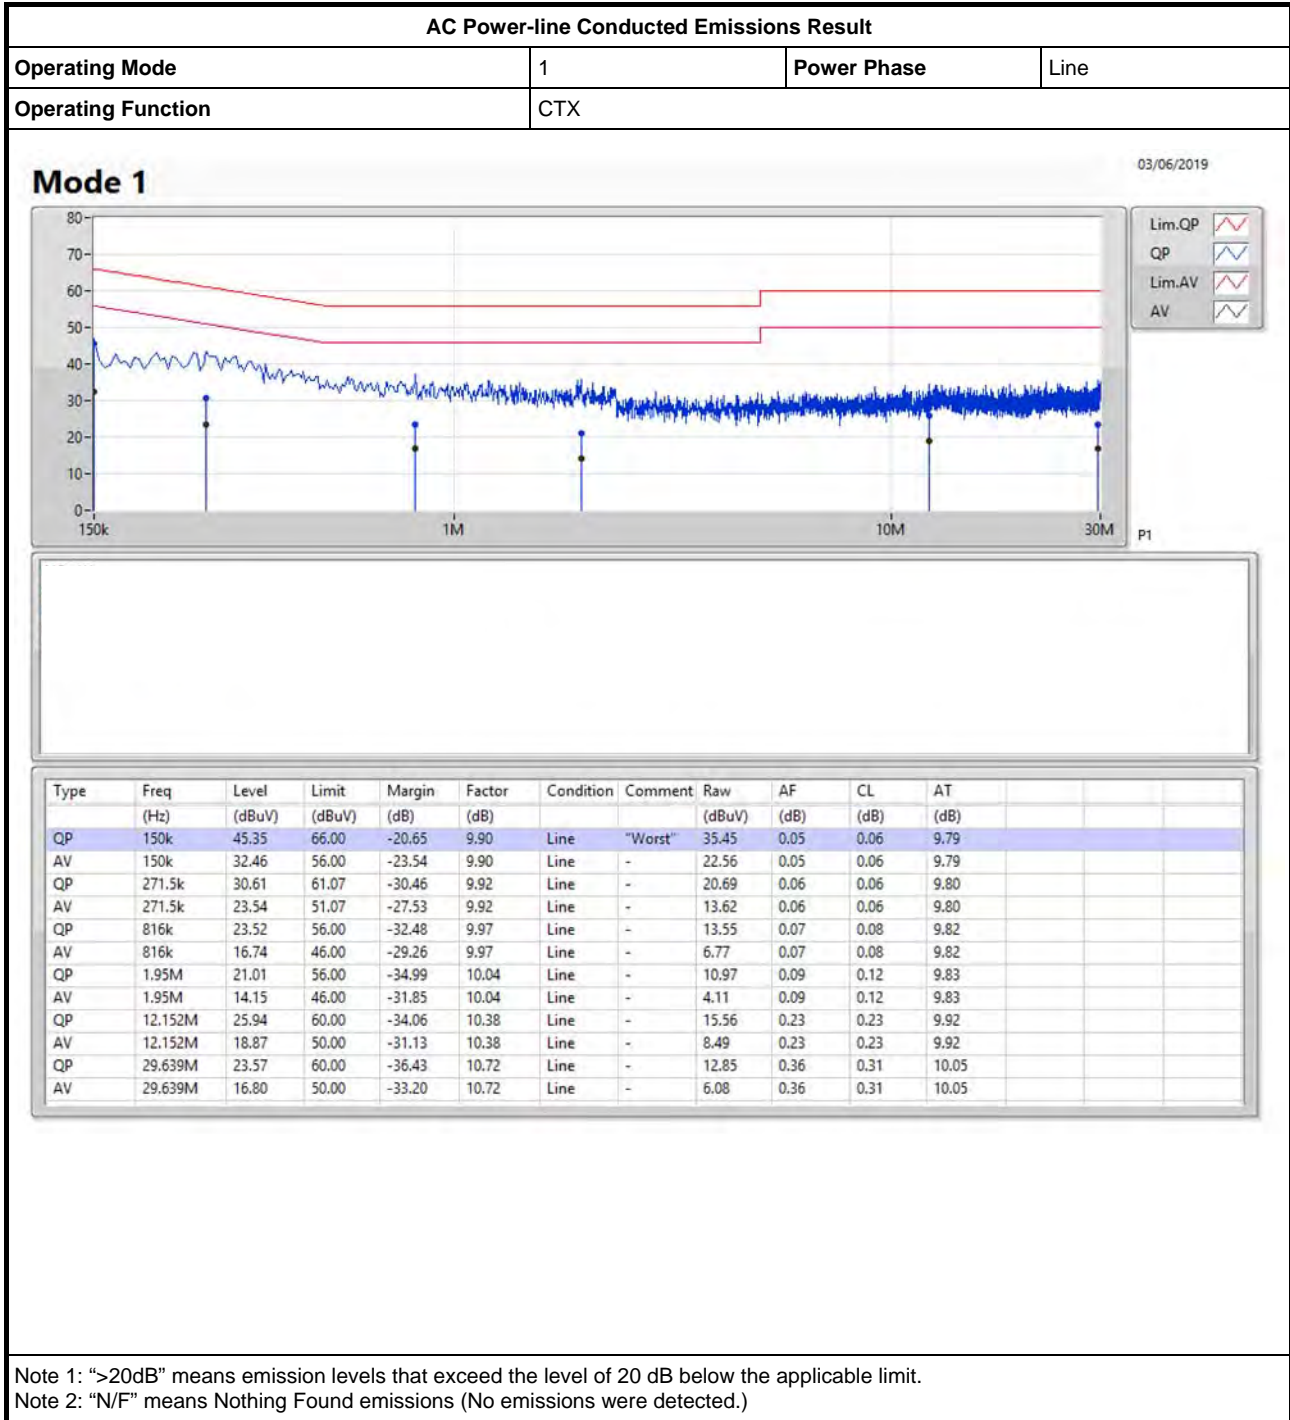 AC Power-line Conducted Emissions Result
Operating Mode 1 Power Phase Line
Operating Function CTX
03/06/2019
Mode 1
80
70
60
50
40
30
20
10
0
150k 1M 10M 30M
Lim.QP
QP
Lim.AV
AV
P1
Type Freq Level Limit Margin Factor Condition Comment Raw AF CL AT
(Hz) (dBuV) (dBuV) (dB) (dB) (dBuV) (dB) (dB) (dB)
QP 150k 45.35 66.00 -20.65 9.90 Line "Worst" 35.45 0.05 0.06 9.79
AV 150k 32.46 56.00 -23.54 9.90 Line - 22.56 0.05 0.06 9.79
QP 271.5k 30.61 61.07 -30.46 9.92 Line - 20.69 0.06 0.06 9.80
AV 271.5k 23.54 51.07 -27.53 9.92 Line - 13.62 0.06 0.06 9.80
QP 816k 23.52 56.00 -32.48 9.97 Line - 13.55 0.07 0.08 9.82
AV 816k 16.74 46.00 -29.26 9.97 Line - 6.77 0.07 0.08 9.82
QP 1.95M 21.01 56.00 -34.99 10.04 Line - 10.97 0.09 0.12 9.83
AV 1.95M 14.15 46.00 -31.85 10.04 Line - 4.11 0.09 0.12 9.83
QP 12.152M 25.94 60.00 -34.06 10.38 Line - 15.56 0.23 0.23 9.92
AV 12.152M 18.87 50.00 -31.13 10.38 Line - 8.49 0.23 0.23 9.92
QP 29.639M 23.57 60.00 -36.43 10.72 Line - 12.85 0.36 0.31 10.05
AV 29.639M 16.80 50.00 -33.20 10.72 Line - 6.08 0.36 0.31 10.05
Note 1: “>20dB” means emission levels that exceed the level of 20 dB below the applicable limit.
Note 2: “N/F” means Nothing Found emissions (No emissions were detected.)